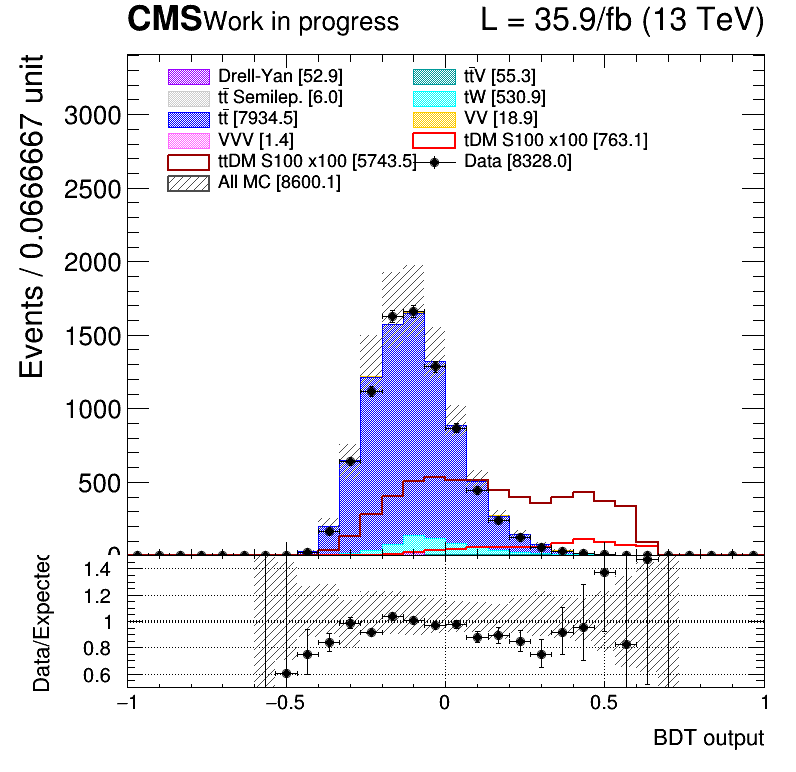 CMS Work in progress L = 35.9/fb (13 TeV)
Events / 0.0666667 unit
Drell-Yan [52.9] tt̄V [55.3]
tt̄ Semilep. [6.0] tW [530.9]
tt̄ [7934.5] VV [18.9]
VVV [1.4] tDM S100 x100 [763.1]
ttDM S100 x100 [5743.5] Data [8328.0]
All MC [8600.1]
3000
2500
2000
1500
1000
500
0
Data/Expected
1.4
1.2
1
0.8
0.6
−1 −0.5 0 0.5 1
BDT output